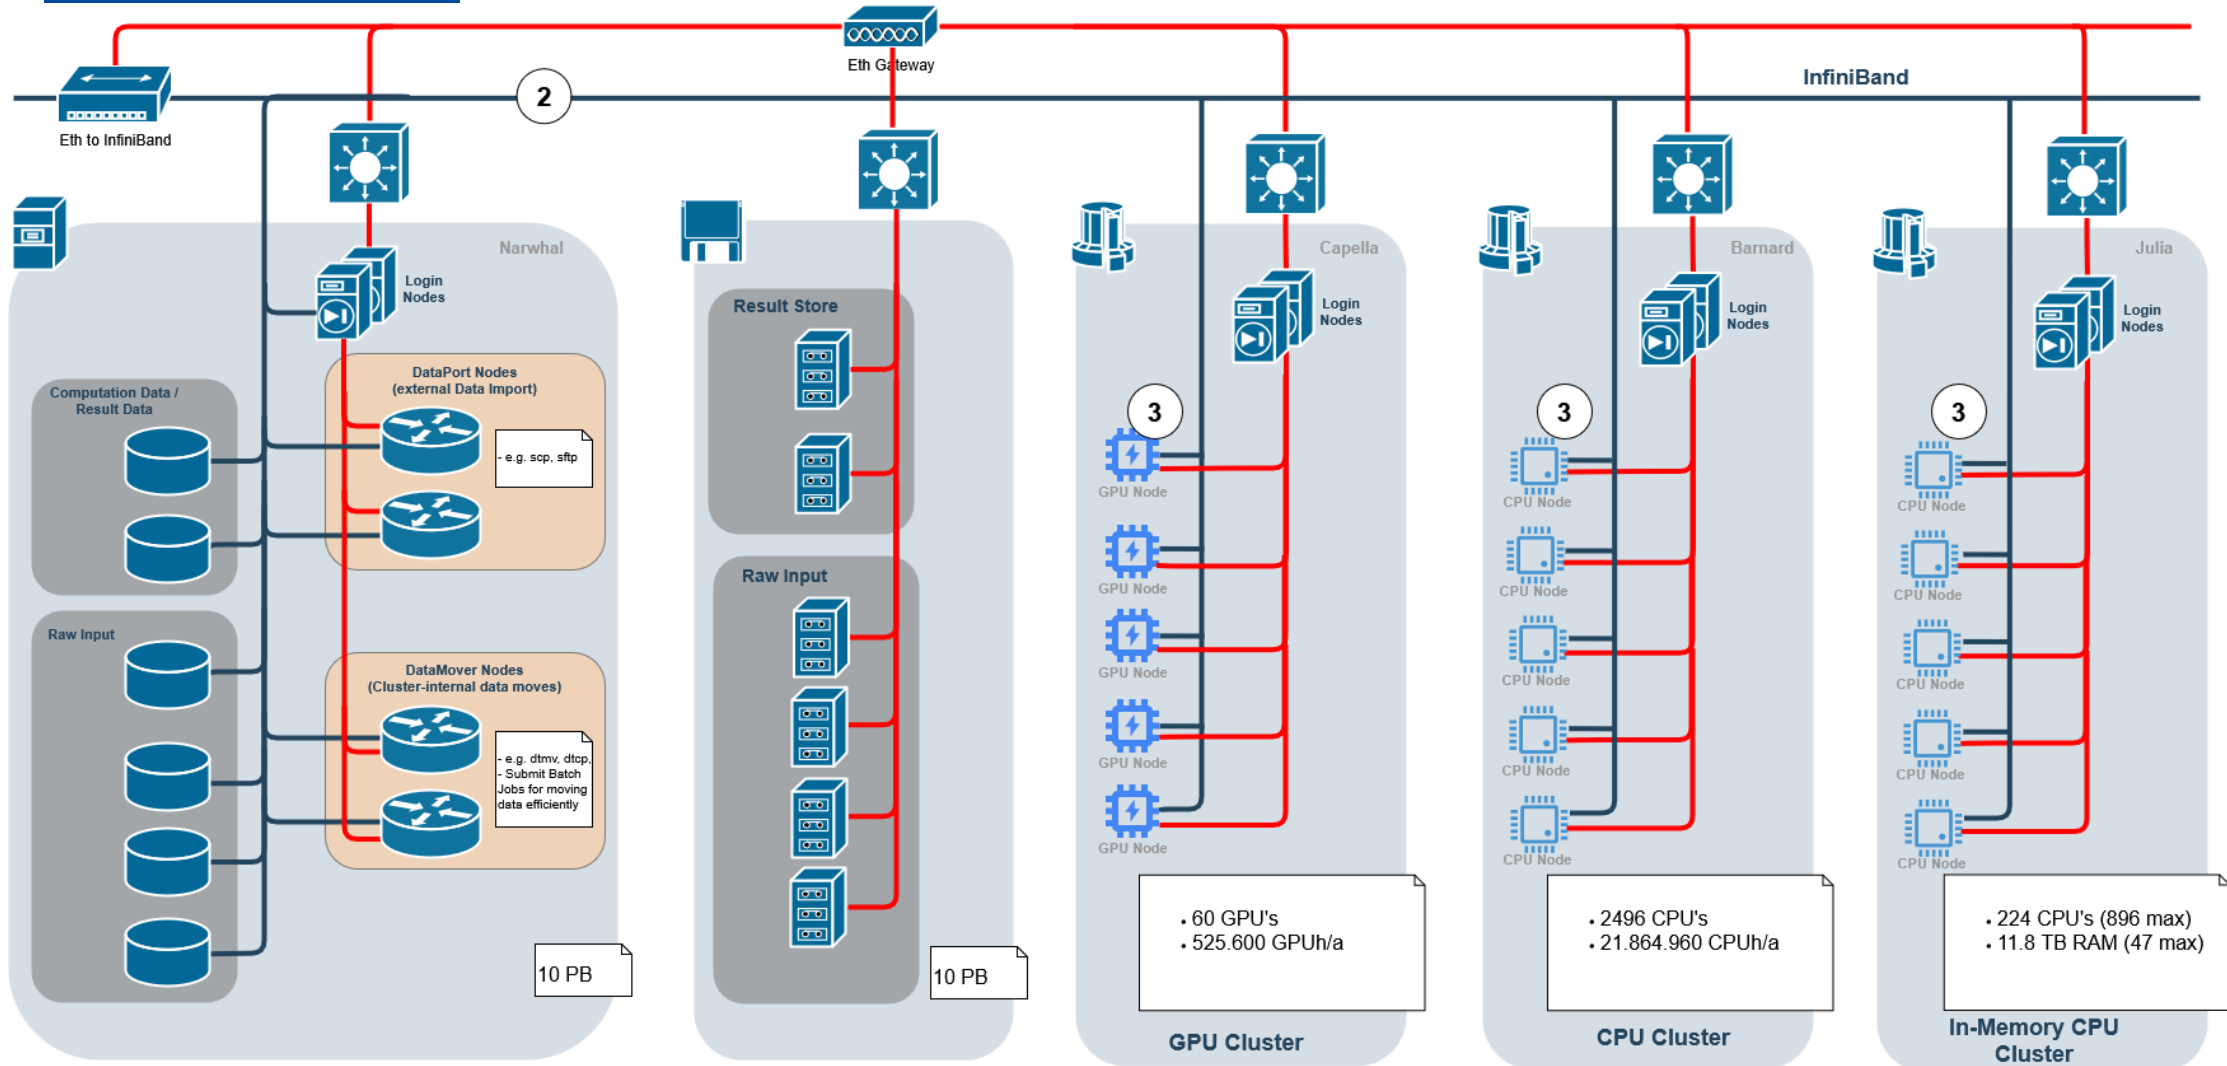 Eth Gateway
InfiniBand
2
Eth to InfiniBand
Narwhal
Login
Nodes
DataPort Nodes
(external Data Import)
- e.g. scp, sftp
Computation Data /
Result Data
Raw Input
DataMover Nodes
(Cluster-internal data moves)
- e.g. dtmv, dtcp,
- Submit Batch
Jobs for moving
data efficiently
10 PB
Result Store
Raw Input
10 PB
Capella
Login
Nodes
3
GPU Node
GPU Node
GPU Node
GPU Node
GPU Node
• 60 GPU's
• 525.600 GPUh/a
GPU Cluster
Barnard
Login
Nodes
3
CPU Node
CPU Node
CPU Node
CPU Node
CPU Node
• 2496 CPU's
• 21.864.960 CPUh/a
CPU Cluster
Julia
Login
Nodes
3
CPU Node
CPU Node
CPU Node
CPU Node
CPU Node
• 224 CPU's (896 max)
• 11.8 TB RAM (47 max)
In-Memory CPU
Cluster